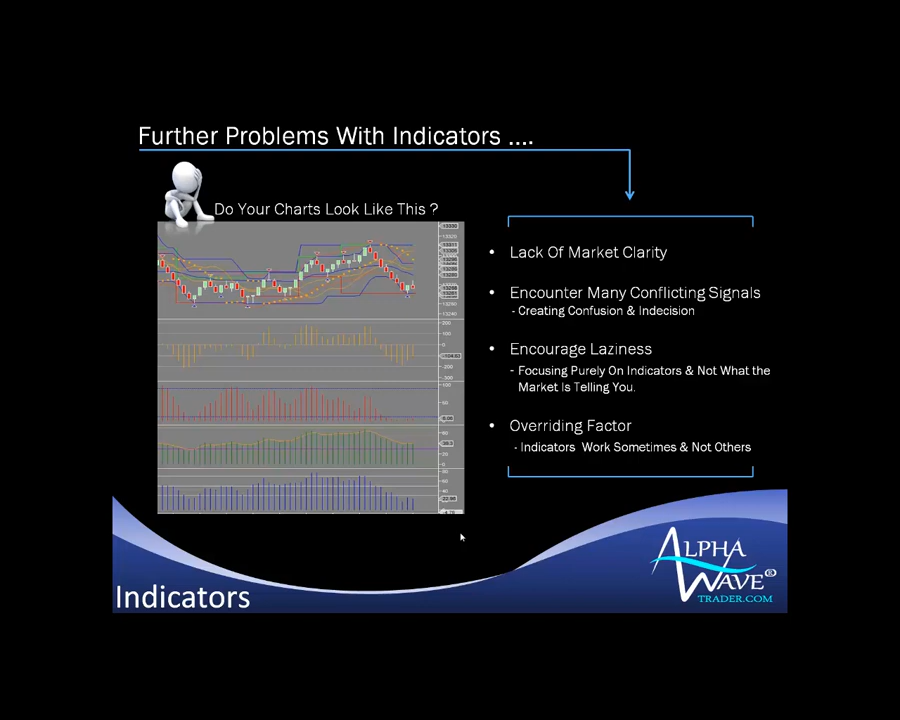 Further Problems With Indicators ....
Do Your Charts Look Like This ?
• Lack Of Market Clarity
• Encounter Many Conflicting Signals
- Creating Confusion & Indecision
• Encourage Laziness
- Focusing Purely On Indicators & Not What the
Market Is Telling You.
• Overriding Factor
- Indicators Work Sometimes & Not Others
Indicators
ALPHA
WAVE®
TRADER.COM